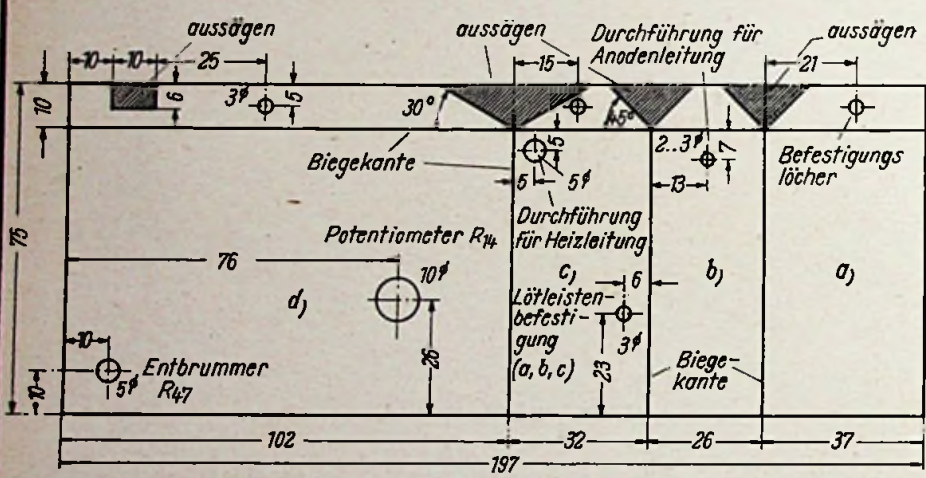 aussägen
aussägen
Durchführung für
Anodenleitung
aussägen
10
10
25
15
21
10
6
3⌀
5
30°
45°
2..3⌀
7
Befestigungs
löcher
Biegekante
5
5
5⌀
13
Durchführung
für Heizleitung
75
Potentiometer R14
76
10⌀
d)
c)
6
b)
a)
Lötleisten-
befesti-
gung
(a, b, c)
3⌀
23
26
10
10
5⌀
Entbrummer
R47
Biege-
kante
102
32
26
37
197